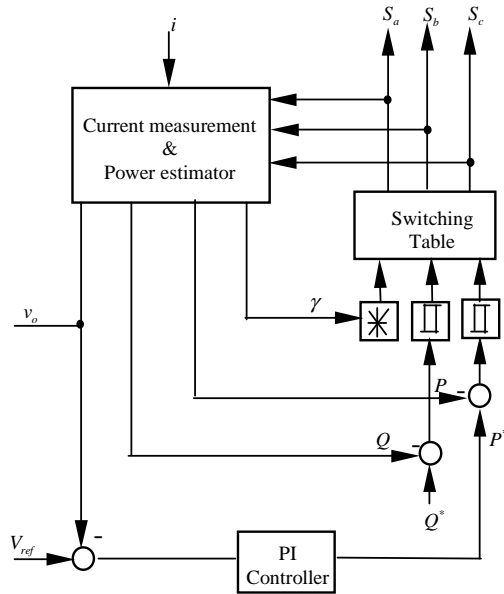 i
S_a S_b S_c
Current measurement
&
Power estimator
Switching
Table
v_o
γ
P
-
Q
-
P*
Q*
-
V_ref
PI
Controller